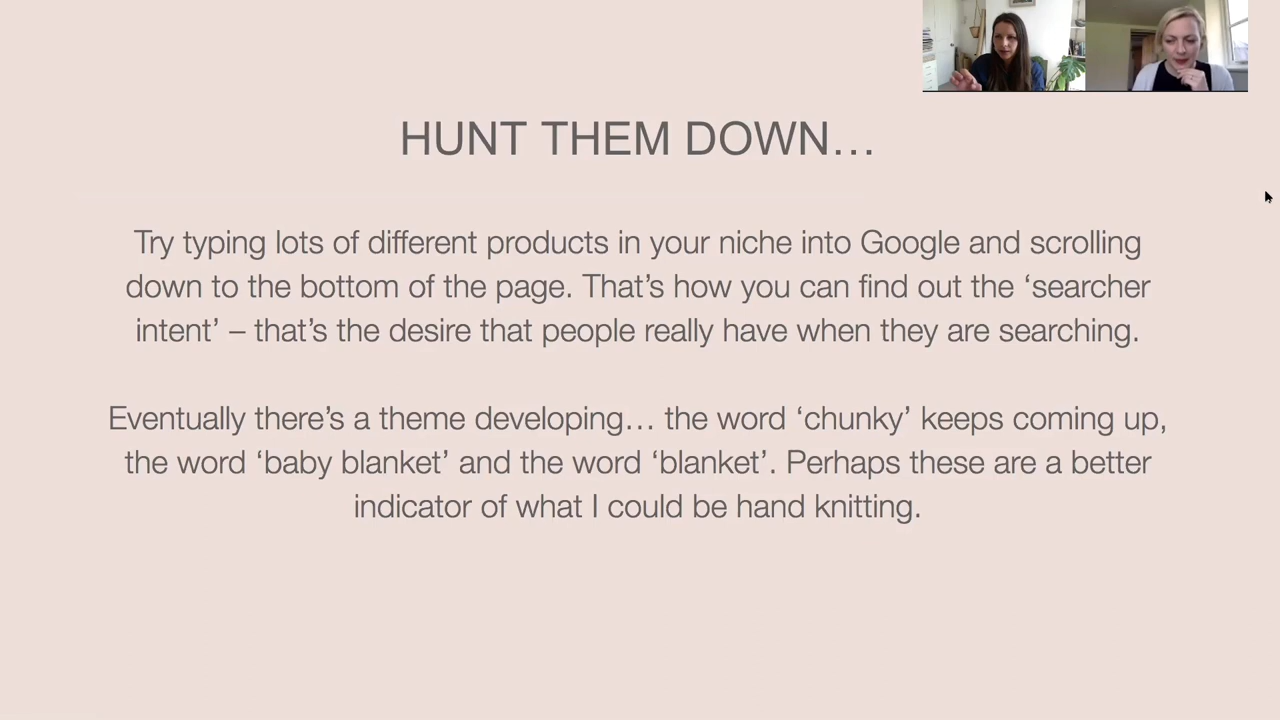 HUNT THEM DOWN…
Try typing lots of different products in your niche into Google and scrolling
down to the bottom of the page. That’s how you can find out the ‘searcher
intent’ – that’s the desire that people really have when they are searching.
Eventually there’s a theme developing… the word ‘chunky’ keeps coming up,
the word ‘baby blanket’ and the word ‘blanket’. Perhaps these are a better
indicator of what I could be hand knitting.